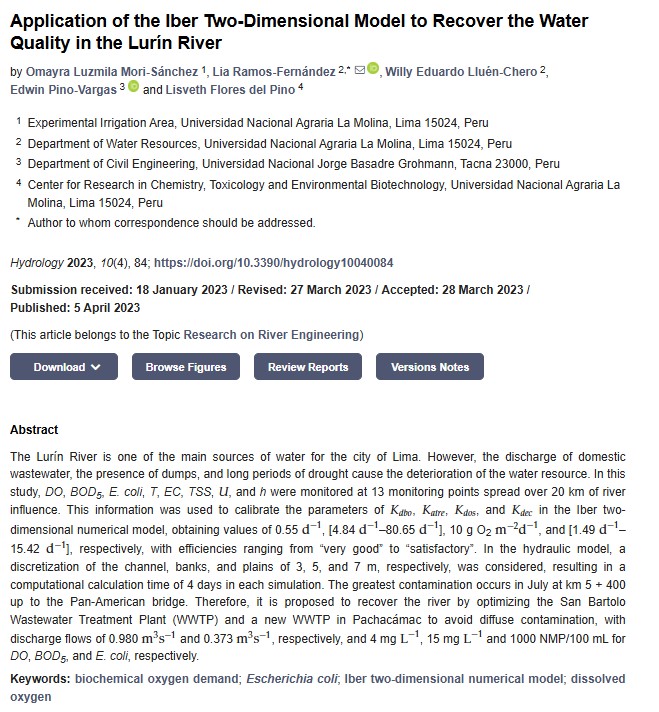 Application of the Iber Two-Dimensional Model to Recover the Water
Quality in the Lurín River
by Omayra Luzmila Mori-Sánchez 1, Lia Ramos-Fernández 2,*, Willy Eduardo Lluén-Chero 2,
Edwin Pino-Vargas 3 and Lisveth Flores del Pino 4
1 Experimental Irrigation Area, Universidad Nacional Agraria La Molina, Lima 15024, Peru
2 Department of Water Resources, Universidad Nacional Agraria La Molina, Lima 15024, Peru
3 Department of Civil Engineering, Universidad Nacional Jorge Basadre Grohmann, Tacna 23000, Peru
4 Center for Research in Chemistry, Toxicology and Environmental Biotechnology, Universidad Nacional Agraria La
Molina, Lima 15024, Peru
* Author to whom correspondence should be addressed.
Hydrology 2023, 10(4), 84; https://doi.org/10.3390/hydrology10040084
Submission received: 18 January 2023 / Revised: 27 March 2023 / Accepted: 28 March 2023 /
Published: 5 April 2023
(This article belongs to the Topic Research on River Engineering)
Download Browse Figures Review Reports Versions Notes
Abstract
The Lurín River is one of the main sources of water for the city of Lima. However, the discharge of domestic
wastewater, the presence of dumps, and long periods of drought cause the deterioration of the water resource. In this
study, DO, BOD₅, E. coli, T, EC, TSS, U, and h were monitored at 13 monitoring points spread over 20 km of river
influence. This information was used to calibrate the parameters of Kdbo, Katre, Kdos, and Kdec in the Iber two-
dimensional numerical model, obtaining values of 0.55 d⁻¹, [4.84 d⁻¹–80.65 d⁻¹], 10 g O₂ m⁻²d⁻¹, and [1.49 d⁻¹–
15.42 d⁻¹], respectively, with efficiencies ranging from “very good” to “satisfactory”. In the hydraulic model, a
discretization of the channel, banks, and plains of 3, 5, and 7 m, respectively, was considered, resulting in a
computational calculation time of 4 days in each simulation. The greatest contamination occurs in July at km 5 + 400
up to the Pan-American bridge. Therefore, it is proposed to recover the river by optimizing the San Bartolo
Wastewater Treatment Plant (WWTP) and a new WWTP in Pachacámac to avoid diffuse contamination, with
discharge flows of 0.980 m³s⁻¹ and 0.373 m³s⁻¹, respectively, and 4 mg L⁻¹, 15 mg L⁻¹ and 1000 NMP/100 mL for
DO, BOD₅, and E. coli, respectively.
Keywords: biochemical oxygen demand; Escherichia coli; Iber two-dimensional numerical model; dissolved
oxygen